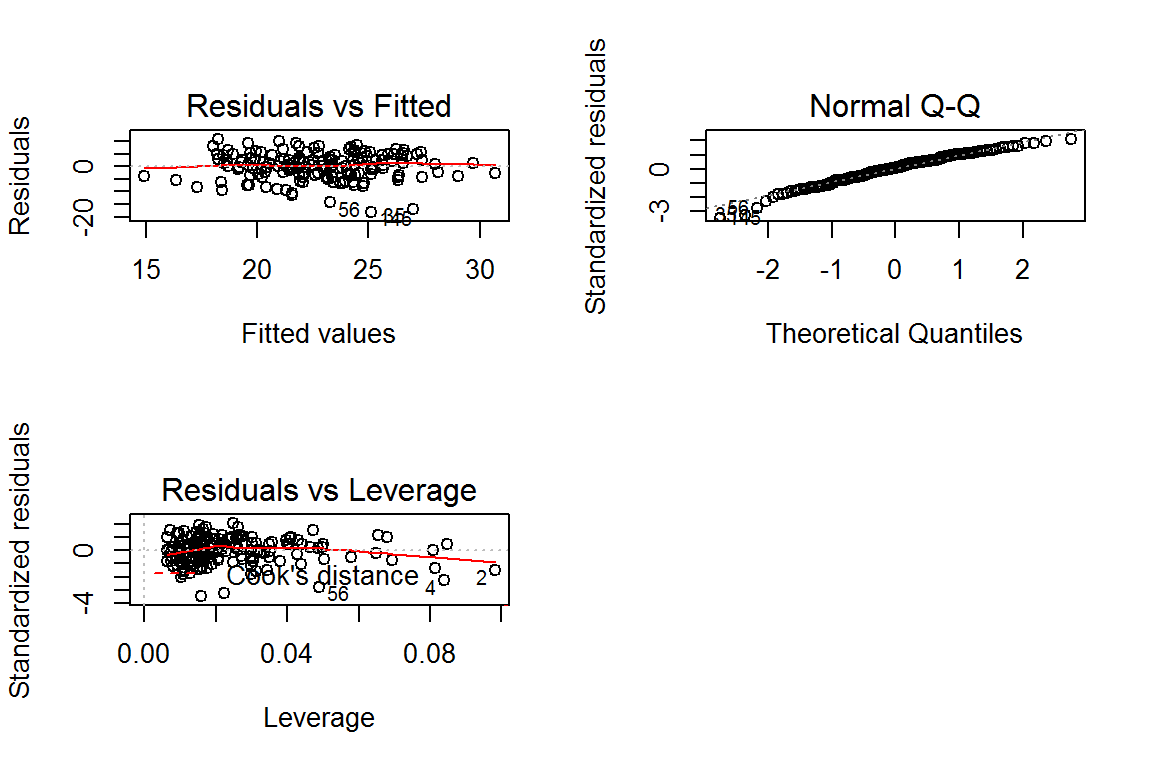 Residuals vs Fitted
Residuals
0
-20
56
15
20
25
30
Fitted values
Normal Q-Q
Standardized residuals
0
-3
56
-2
-1
0
1
2
Theoretical Quantiles
Residuals vs Leverage
Standardized residuals
0
-4
Cook's distance
56
4
2
0.00
0.04
0.08
Leverage